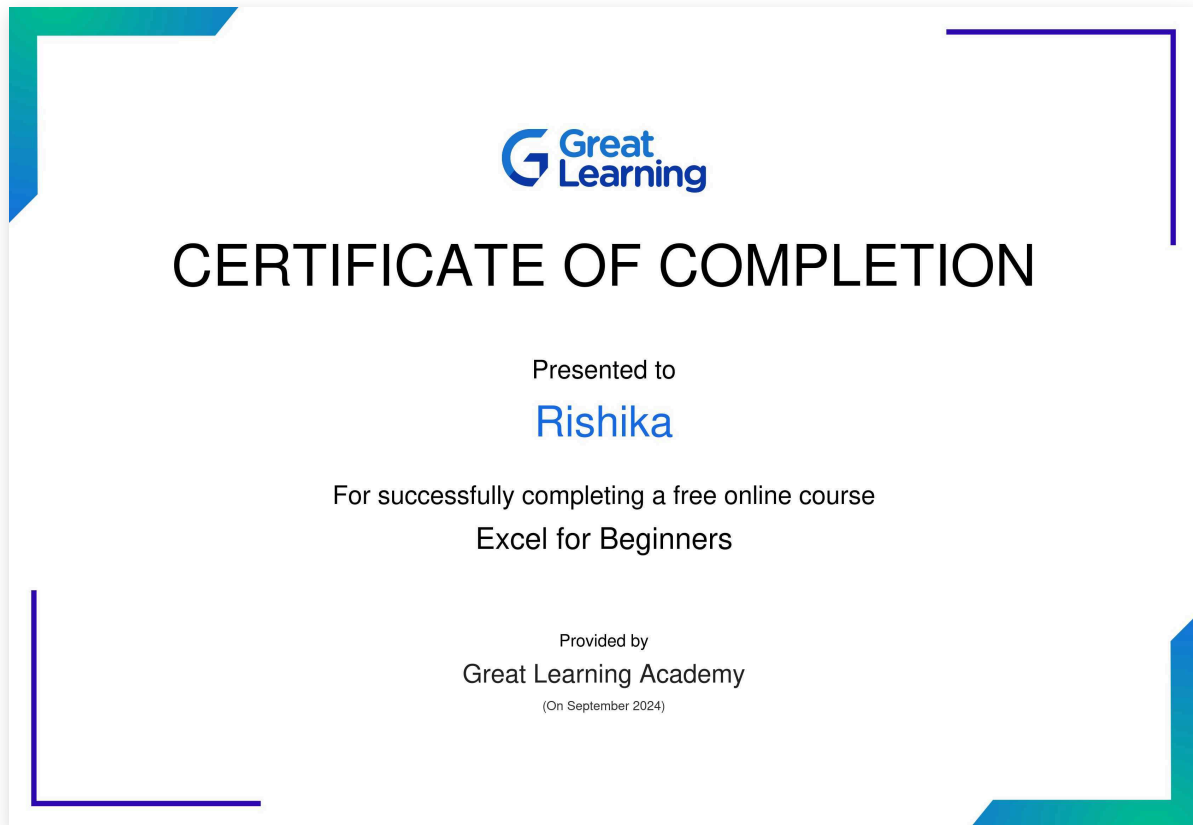 Great
Learning
CERTIFICATE OF COMPLETION
Presented to
Rishika
For successfully completing a free online course
Excel for Beginners
Provided by
Great Learning Academy
(On September 2024)